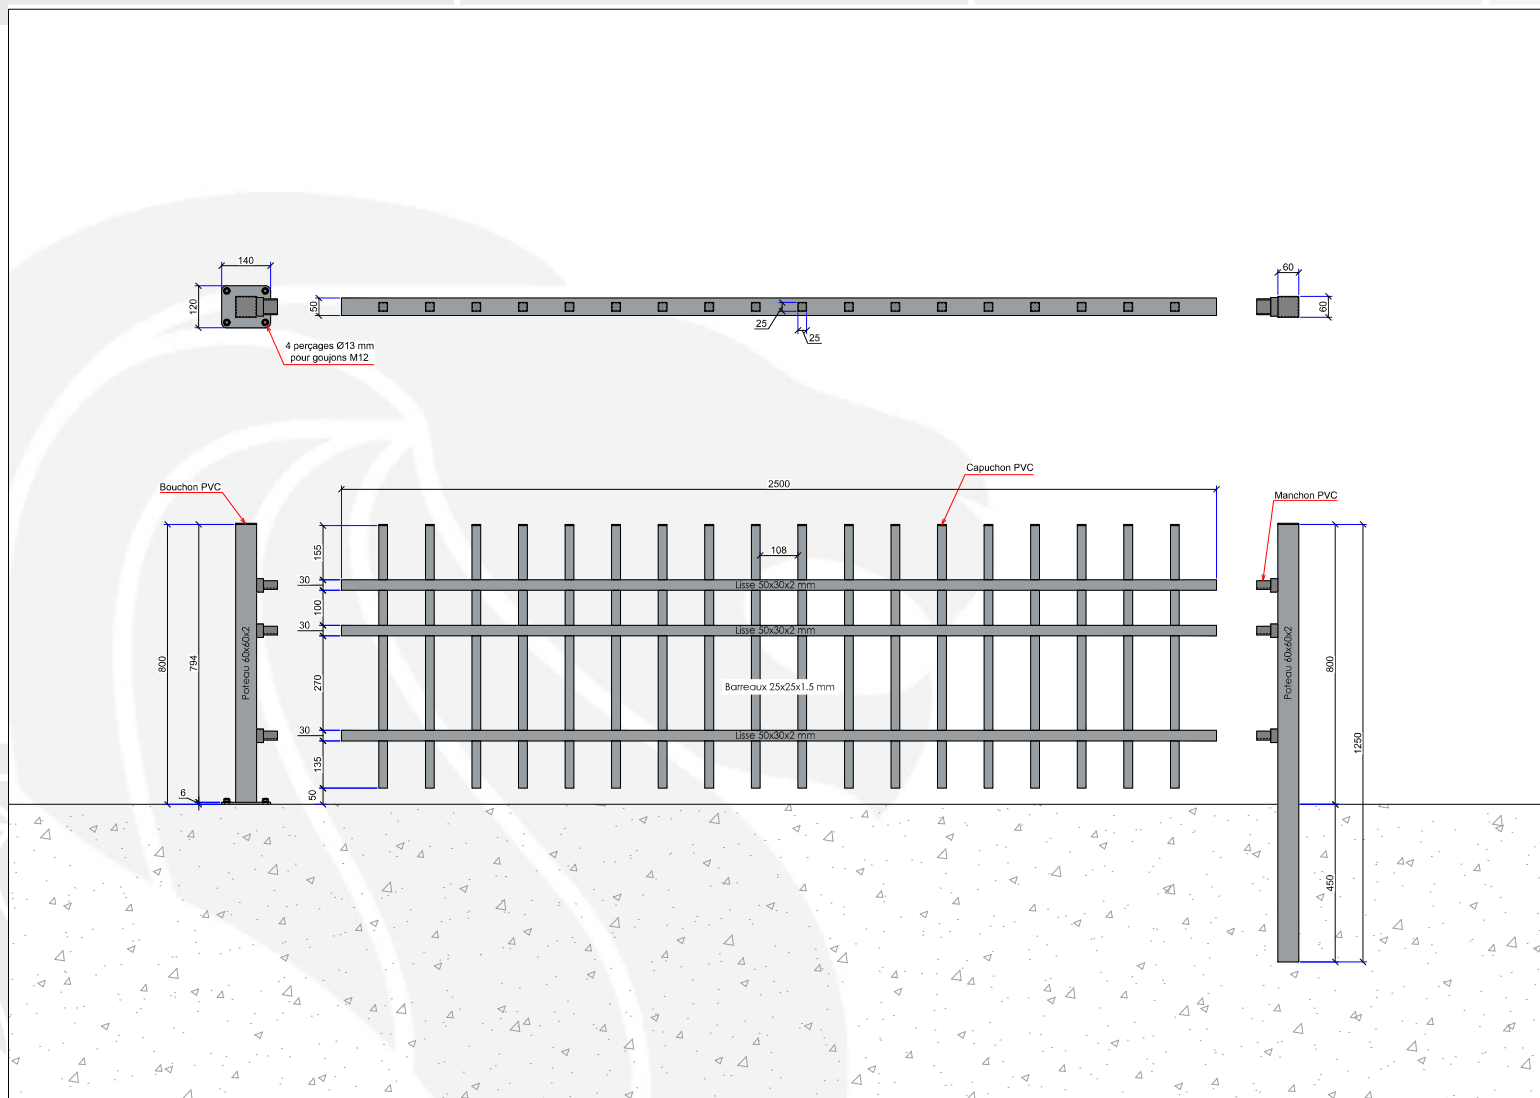 140
120
4 perçages Ø13 mm
pour goujons M12
50
25
25
60
60
Bouchon PVC
Capuchon PVC
Manchon PVC
2500
155
108
30
Lisse 50x30x2 mm
100
30
Lisse 50x30x2 mm
800
794
Poteau 60x60x2
270
Barreaux 25x25x1.5 mm
30
Lisse 50x30x2 mm
135
50
6
Poteau 60x60x2
800
1250
450